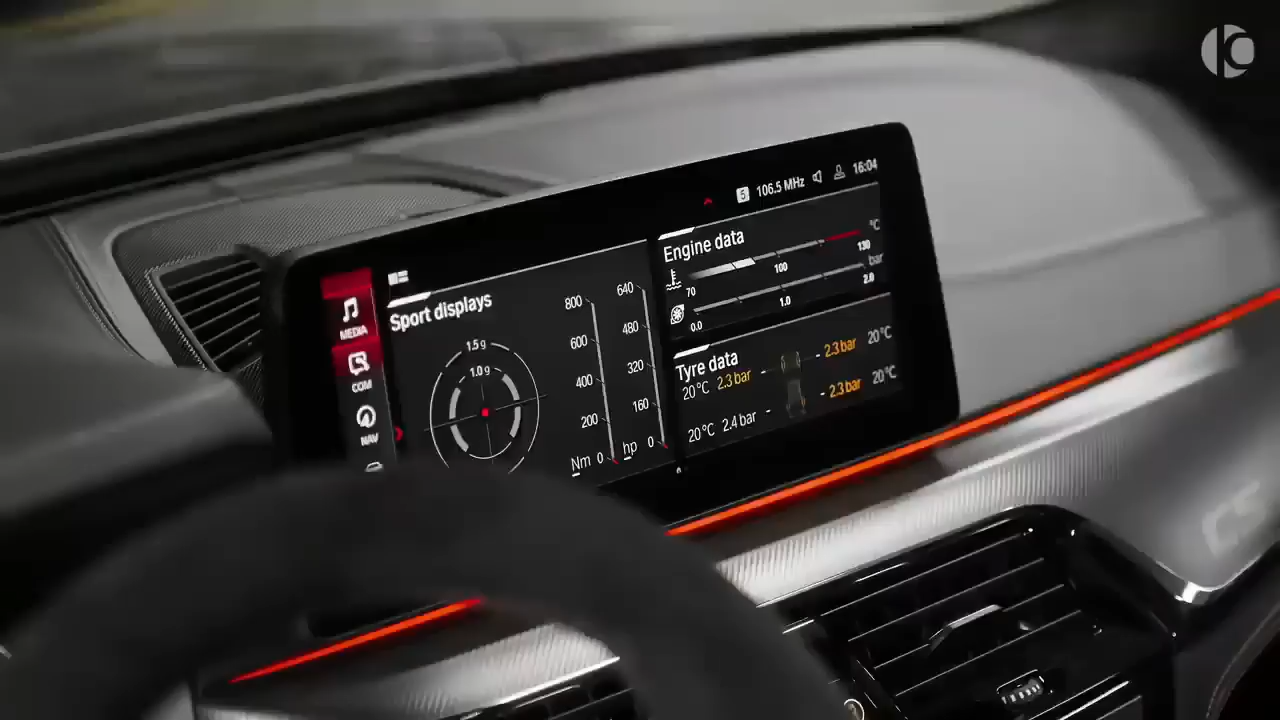 5 106.5 MHz 16:04
MEDIA
COM
NAV
Sport displays
1.5 g
1.0 g
800
600
400
200
Nm 0
640
480
320
160
hp 0
Engine data
°C
70 100 130
bar
0.0 1.0 2.0
Tyre data
20°C 2.3 bar 2.3 bar 20°C
20°C 2.4 bar 2.3 bar 20°C
CS